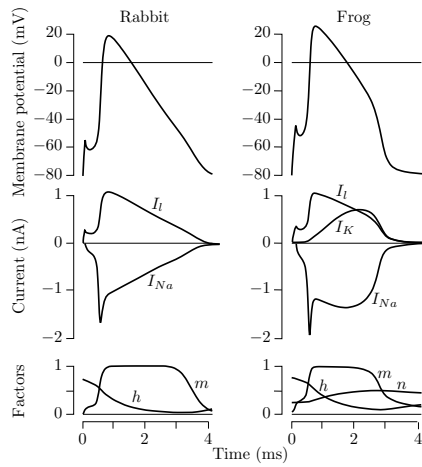 Rabbit
Frog
Membrane potential (mV)
20
0
−20
−40
−60
−80
20
0
−20
−40
−60
−80
Current (nA)
1
0
−1
−2
I_l
I_Na
1
0
−1
−2
I_l
I_K
I_Na
Factors
1
0
h
m
1
0
h
m
n
0
2
4
0
2
4
Time (ms)